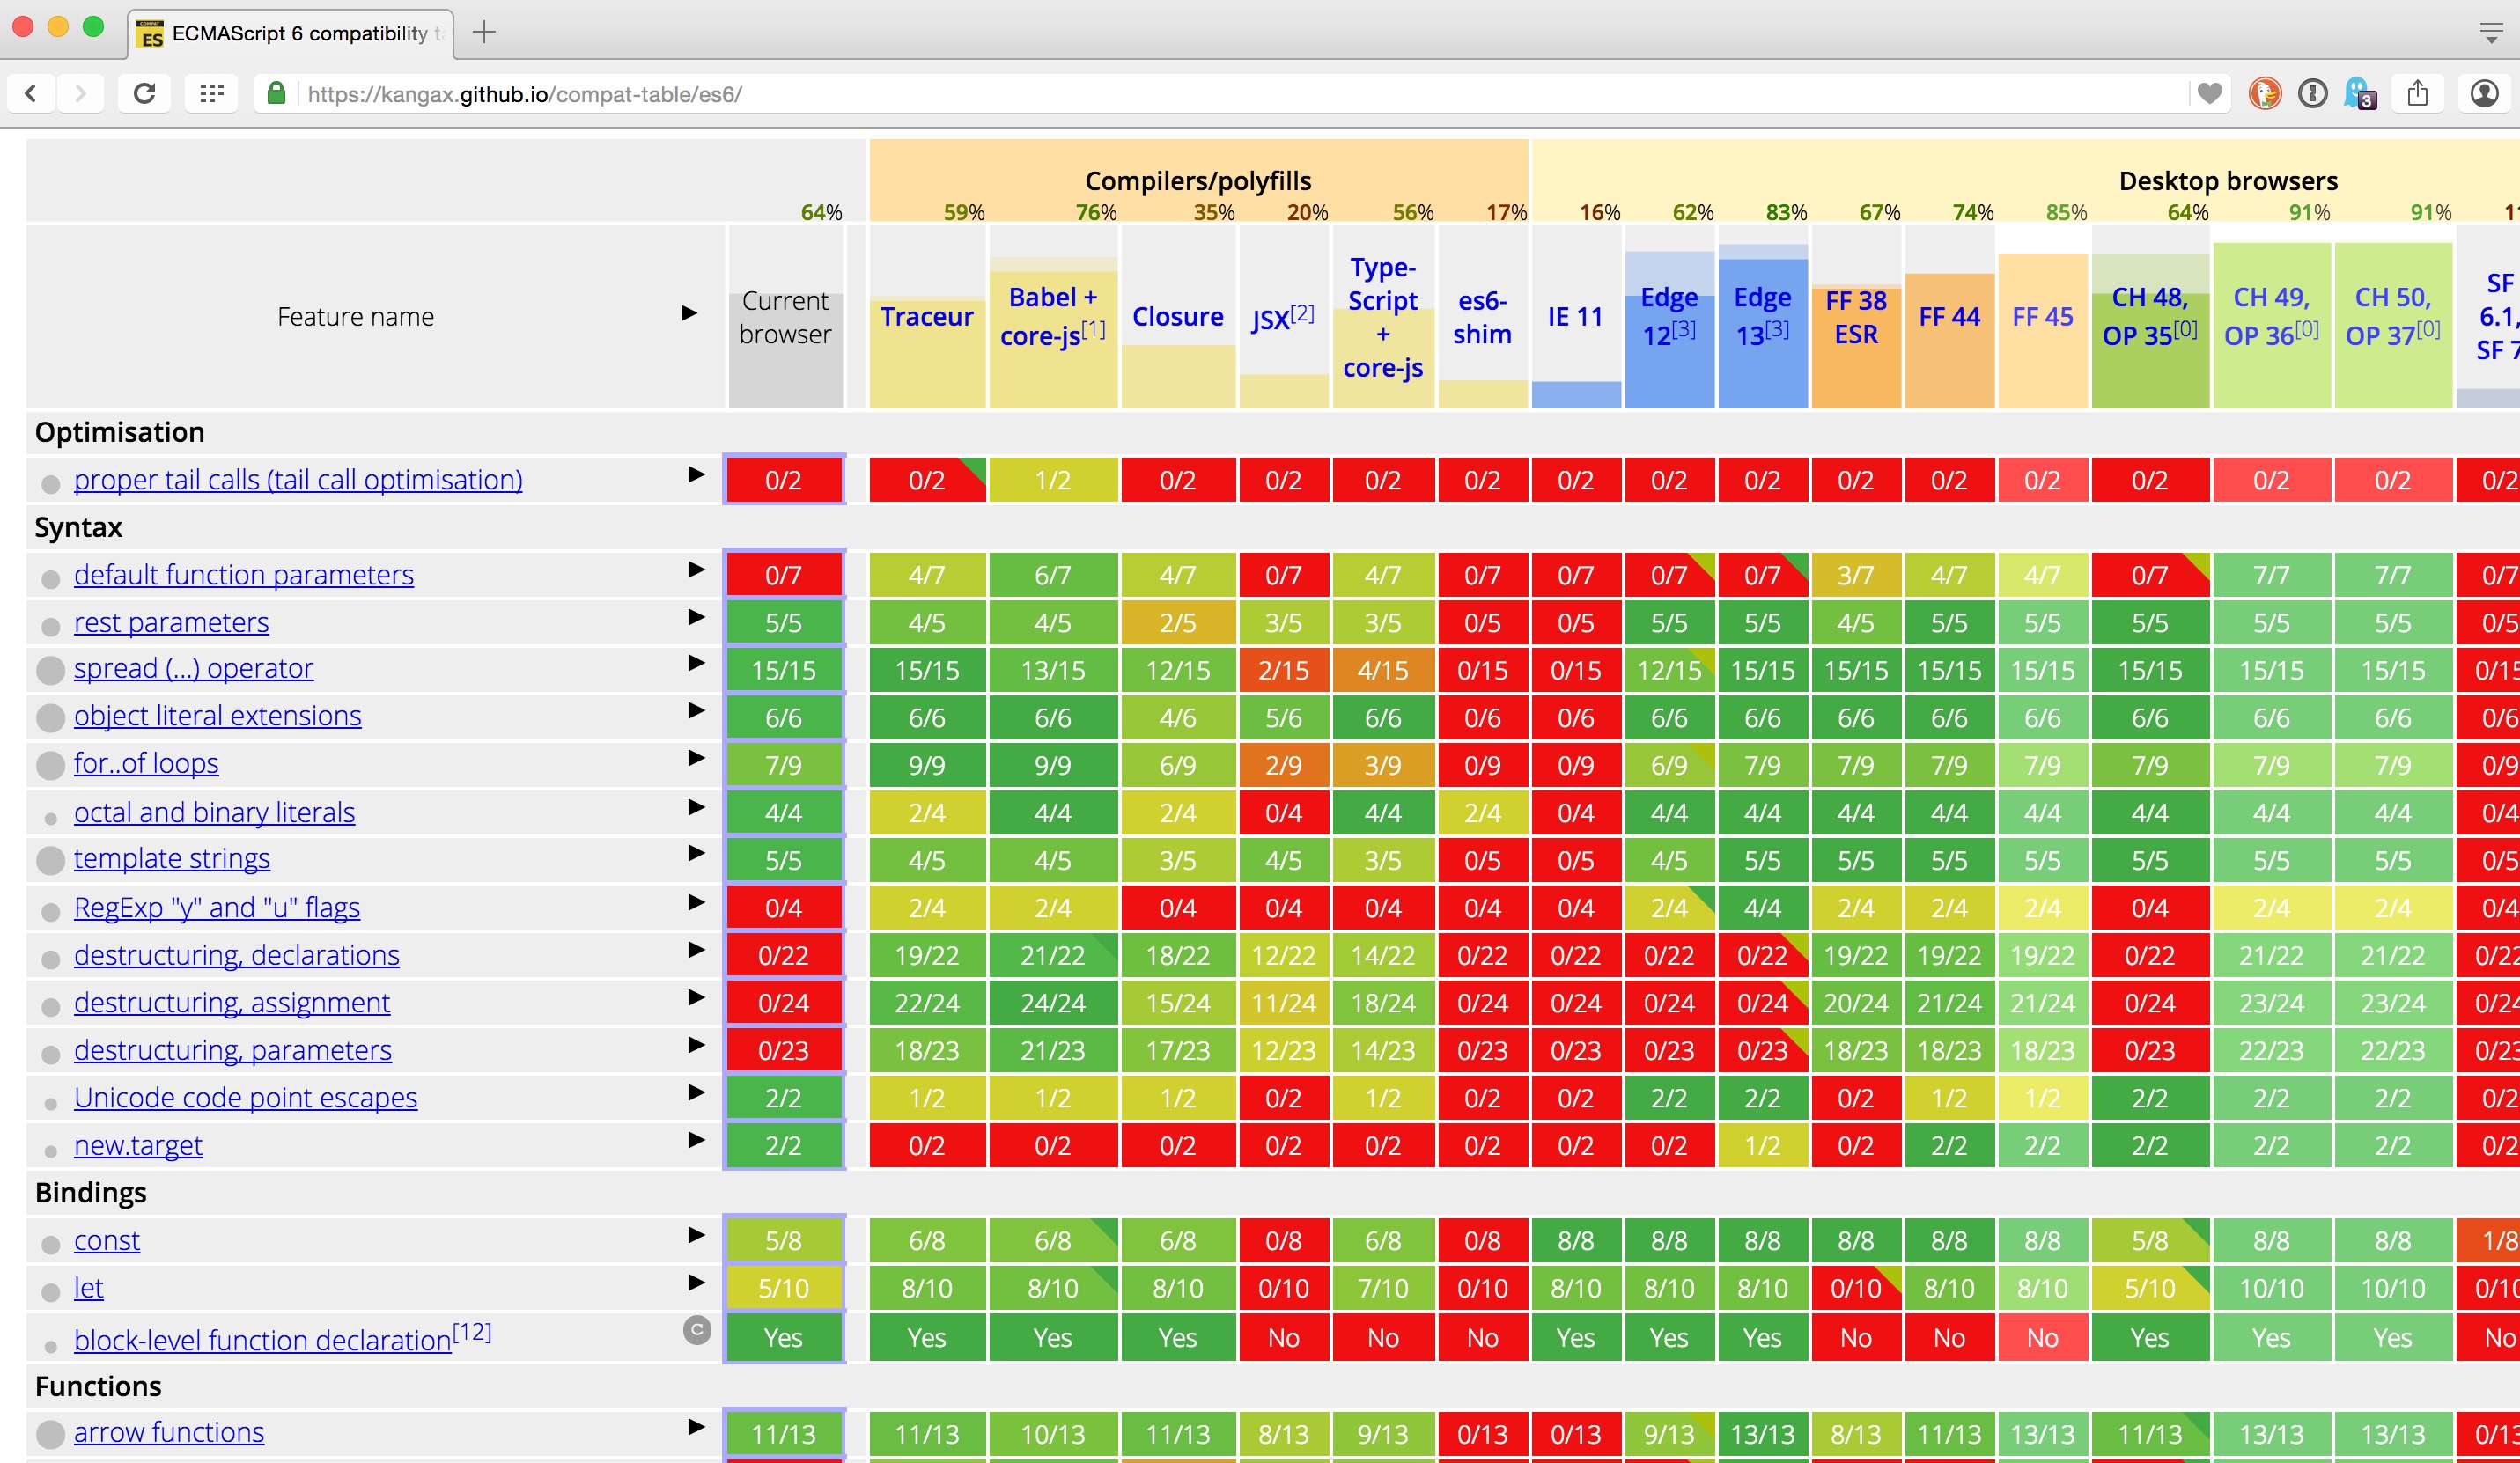 ECMAScript 6 compatibility t
https://kangax.github.io/compat-table/es6/
3
Compilers/polyfills Desktop browsers
64% 59% 76% 35% 20% 56% 17% 16% 62% 83% 67% 74% 85% 64% 91% 91% 11
Feature name ▶
Current
browser
Traceur
Babel +
core-js[1]
Closure
JSX[2]
Type-
Script
+
core-js
es6-
shim
IE 11
Edge
12[3]
Edge
13[3]
FF 38
ESR
FF 44
FF 45
CH 48,
OP 35[0]
CH 49,
OP 36[0]
CH 50,
OP 37[0]
SF
6.1,
SF 7
Optimisation
proper tail calls (tail call optimisation) ▶ 0/2 0/2 1/2 0/2 0/2 0/2 0/2 0/2 0/2 0/2 0/2 0/2 0/2 0/2 0/2 0/2 0/2
Syntax
default function parameters ▶ 0/7 4/7 6/7 4/7 0/7 4/7 0/7 0/7 0/7 0/7 3/7 4/7 4/7 0/7 7/7 7/7 0/7
rest parameters ▶ 5/5 4/5 4/5 2/5 3/5 3/5 0/5 0/5 5/5 5/5 4/5 5/5 5/5 5/5 5/5 5/5 0/5
spread (...) operator ▶ 15/15 15/15 13/15 12/15 2/15 4/15 0/15 0/15 12/15 15/15 15/15 15/15 15/15 15/15 15/15 15/15 0/15
object literal extensions ▶ 6/6 6/6 6/6 4/6 5/6 6/6 0/6 0/6 6/6 6/6 6/6 6/6 6/6 6/6 6/6 6/6 0/6
for..of loops ▶ 7/9 9/9 9/9 6/9 2/9 3/9 0/9 0/9 6/9 7/9 7/9 7/9 7/9 7/9 7/9 7/9 0/9
octal and binary literals ▶ 4/4 2/4 4/4 2/4 0/4 4/4 2/4 0/4 4/4 4/4 4/4 4/4 4/4 4/4 4/4 4/4 0/4
template strings ▶ 5/5 4/5 4/5 3/5 4/5 3/5 0/5 0/5 4/5 5/5 5/5 5/5 5/5 5/5 5/5 5/5 0/5
RegExp "y" and "u" flags ▶ 0/4 2/4 2/4 0/4 0/4 0/4 0/4 0/4 2/4 4/4 2/4 2/4 2/4 0/4 2/4 2/4 0/4
destructuring, declarations ▶ 0/22 19/22 21/22 18/22 12/22 14/22 0/22 0/22 0/22 0/22 19/22 19/22 19/22 0/22 21/22 21/22 0/22
destructuring, assignment ▶ 0/24 22/24 24/24 15/24 11/24 18/24 0/24 0/24 0/24 0/24 20/24 21/24 21/24 0/24 23/24 23/24 0/24
destructuring, parameters ▶ 0/23 18/23 21/23 17/23 12/23 14/23 0/23 0/23 0/23 0/23 18/23 18/23 18/23 0/23 22/23 22/23 0/23
Unicode code point escapes ▶ 2/2 1/2 1/2 1/2 0/2 1/2 0/2 0/2 2/2 2/2 0/2 1/2 1/2 2/2 2/2 2/2 0/2
new.target ▶ 2/2 0/2 0/2 0/2 0/2 0/2 0/2 0/2 0/2 1/2 0/2 2/2 2/2 2/2 2/2 2/2 0/2
Bindings
const ▶ 5/8 6/8 6/8 6/8 0/8 6/8 0/8 8/8 8/8 8/8 8/8 8/8 8/8 5/8 8/8 8/8 1/8
let ▶ 5/10 8/10 8/10 8/10 0/10 7/10 0/10 8/10 8/10 8/10 0/10 8/10 8/10 5/10 10/10 10/10 0/10
block-level function declaration[12] C Yes Yes Yes Yes No No No Yes Yes Yes No No No Yes Yes Yes No
Functions
arrow functions ▶ 11/13 11/13 10/13 11/13 8/13 9/13 0/13 0/13 9/13 13/13 8/13 11/13 13/13 11/13 13/13 13/13 0/13